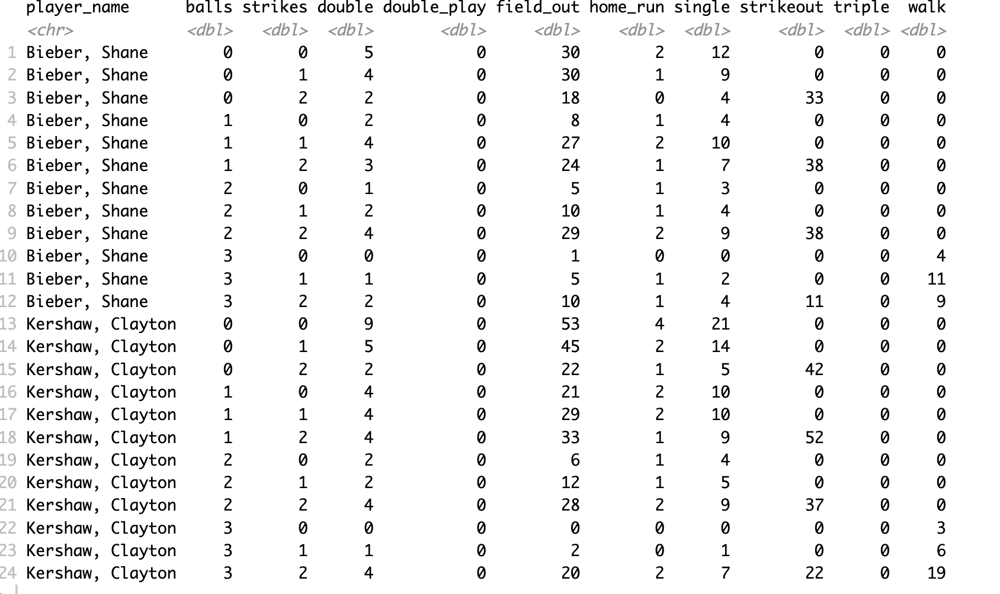 player_name balls strikes double double_play field_out home_run single strikeout triple walk
<chr> <dbl> <dbl> <dbl> <dbl> <dbl> <dbl> <dbl> <dbl> <dbl> <dbl>
1 Bieber, Shane 0 0 5 0 30 2 12 0 0 0
2 Bieber, Shane 0 1 4 0 30 1 9 0 0 0
3 Bieber, Shane 0 2 2 0 18 0 4 33 0 0
4 Bieber, Shane 1 0 2 0 8 1 4 0 0 0
5 Bieber, Shane 1 1 4 0 27 2 10 0 0 0
6 Bieber, Shane 1 2 3 0 24 1 7 38 0 0
7 Bieber, Shane 2 0 1 0 5 1 3 0 0 0
8 Bieber, Shane 2 1 2 0 10 1 4 0 0 0
9 Bieber, Shane 2 2 4 0 29 2 9 38 0 0
10 Bieber, Shane 3 0 0 0 1 0 0 0 0 4
11 Bieber, Shane 3 1 1 0 5 1 2 0 0 11
12 Bieber, Shane 3 2 2 0 10 1 4 11 0 9
13 Kershaw, Clayton 0 0 9 0 53 4 21 0 0 0
14 Kershaw, Clayton 0 1 5 0 45 2 14 0 0 0
15 Kershaw, Clayton 0 2 2 0 22 1 5 42 0 0
16 Kershaw, Clayton 1 0 4 0 21 2 10 0 0 0
17 Kershaw, Clayton 1 1 4 0 29 2 10 0 0 0
18 Kershaw, Clayton 1 2 4 0 33 1 9 52 0 0
19 Kershaw, Clayton 2 0 2 0 6 1 4 0 0 0
20 Kershaw, Clayton 2 1 2 0 12 1 5 0 0 0
21 Kershaw, Clayton 2 2 4 0 28 2 9 37 0 0
22 Kershaw, Clayton 3 0 0 0 0 0 0 0 0 3
23 Kershaw, Clayton 3 1 1 0 2 0 1 0 0 6
24 Kershaw, Clayton 3 2 4 0 20 2 7 22 0 19